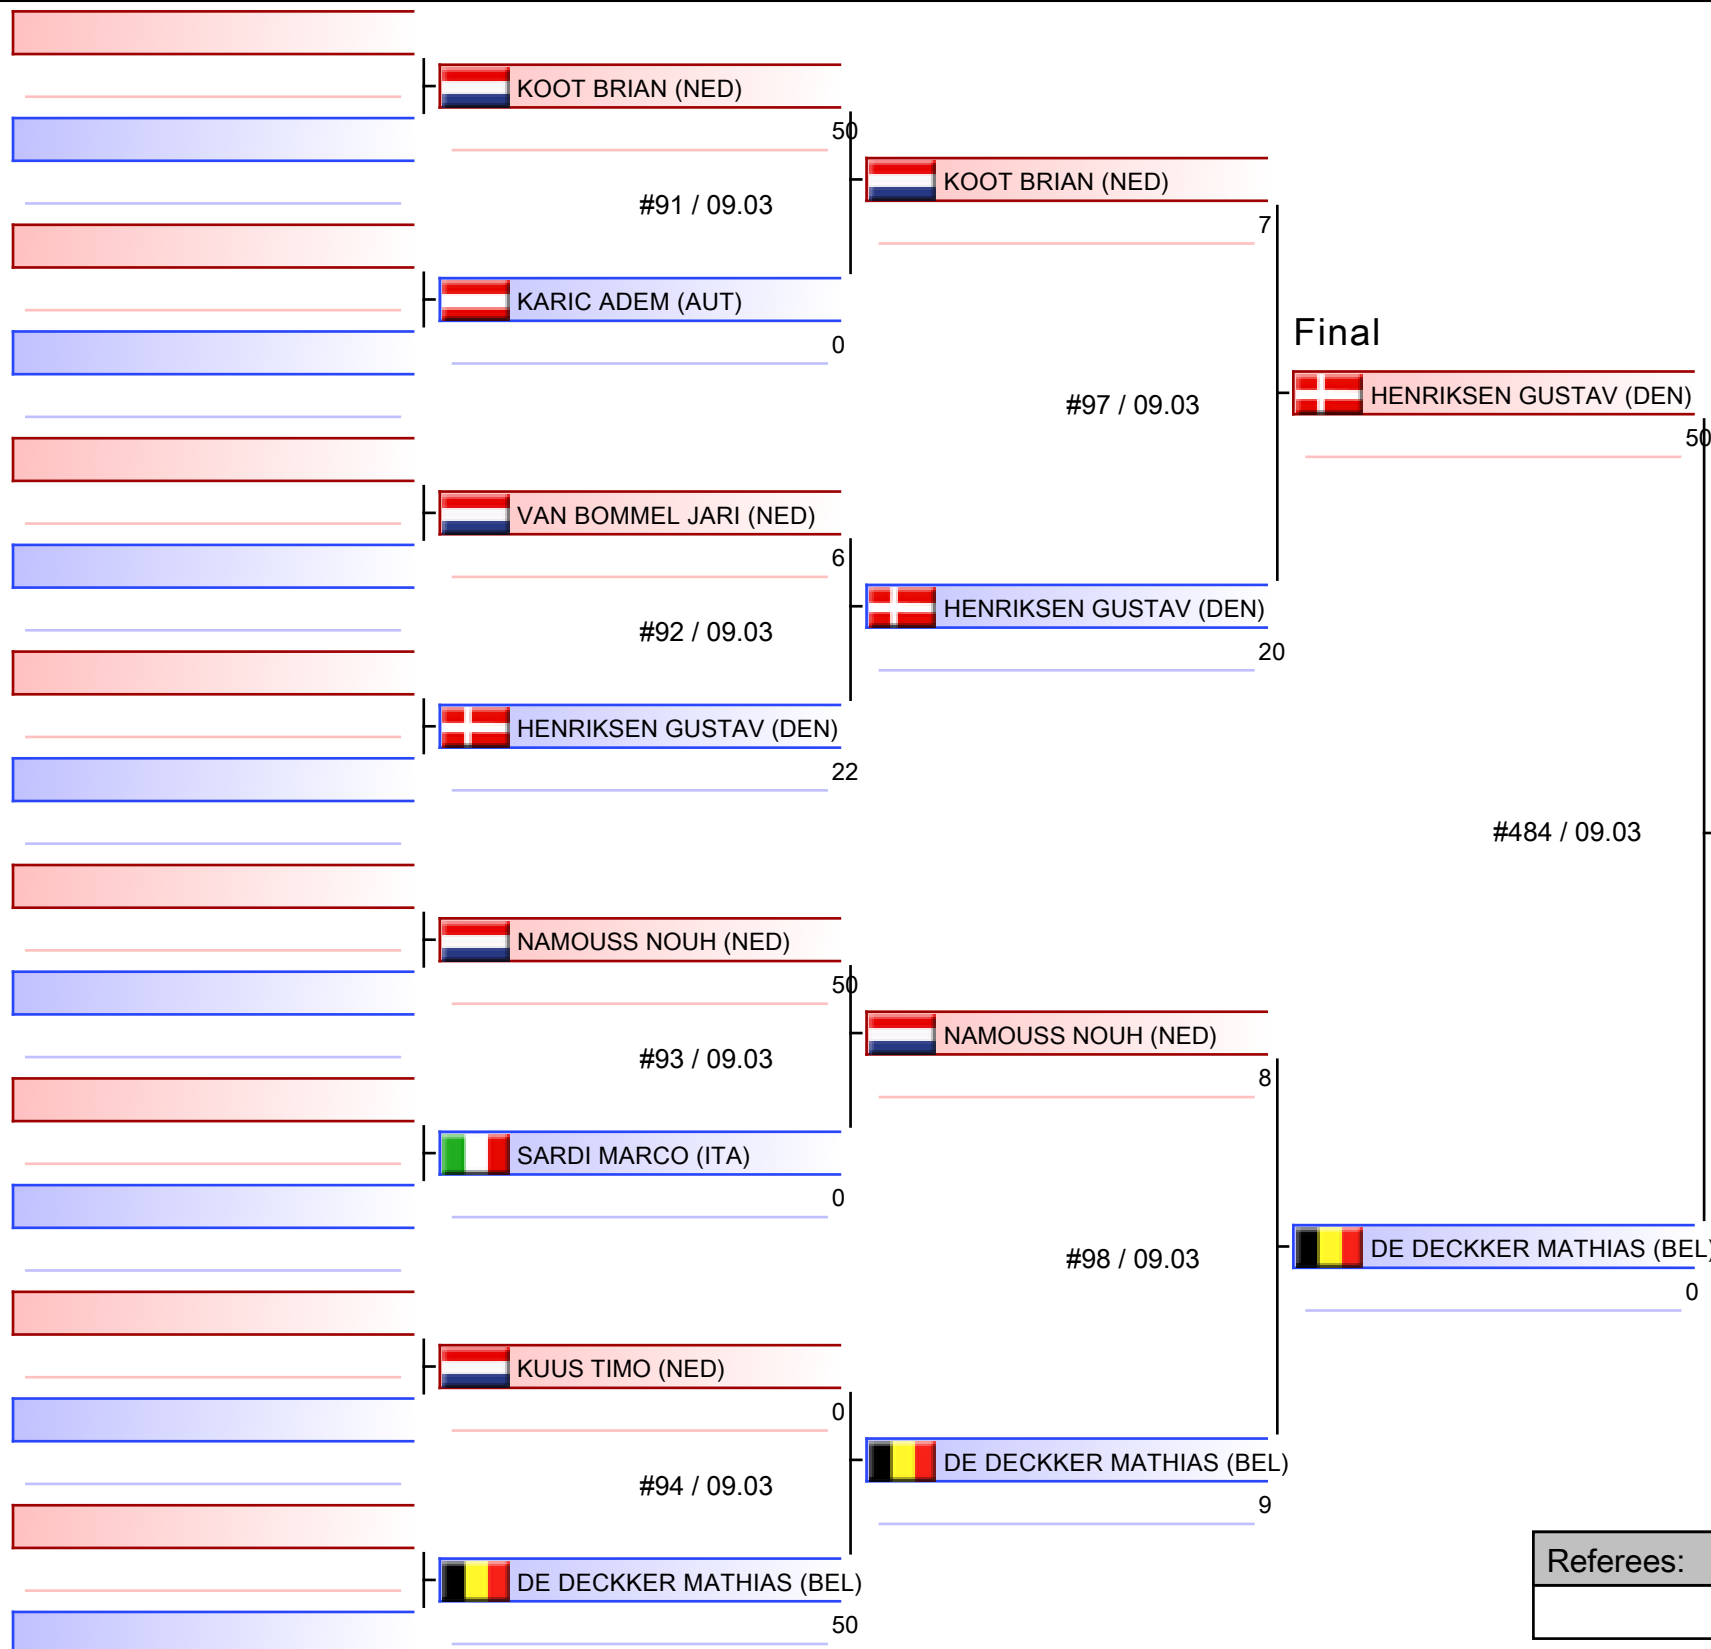 KOOT BRIAN (NED)
50
#91 / 09.03
KARIC ADEM (AUT)
0
VAN BOMMEL JARI (NED)
6
#92 / 09.03
HENRIKSEN GUSTAV (DEN)
22
NAMOUSS NOUH (NED)
50
#93 / 09.03
SARDI MARCO (ITA)
0
KUUS TIMO (NED)
0
#94 / 09.03
DE DECKKER MATHIAS (BEL)
50
KOOT BRIAN (NED)
7
#97 / 09.03
HENRIKSEN GUSTAV (DEN)
20
NAMOUSS NOUH (NED)
8
#98 / 09.03
DE DECKKER MATHIAS (BEL)
9
Final
HENRIKSEN GUSTAV (DEN)
50
#484 / 09.03
DE DECKKER MATHIAS (BEL)
0
Referees: